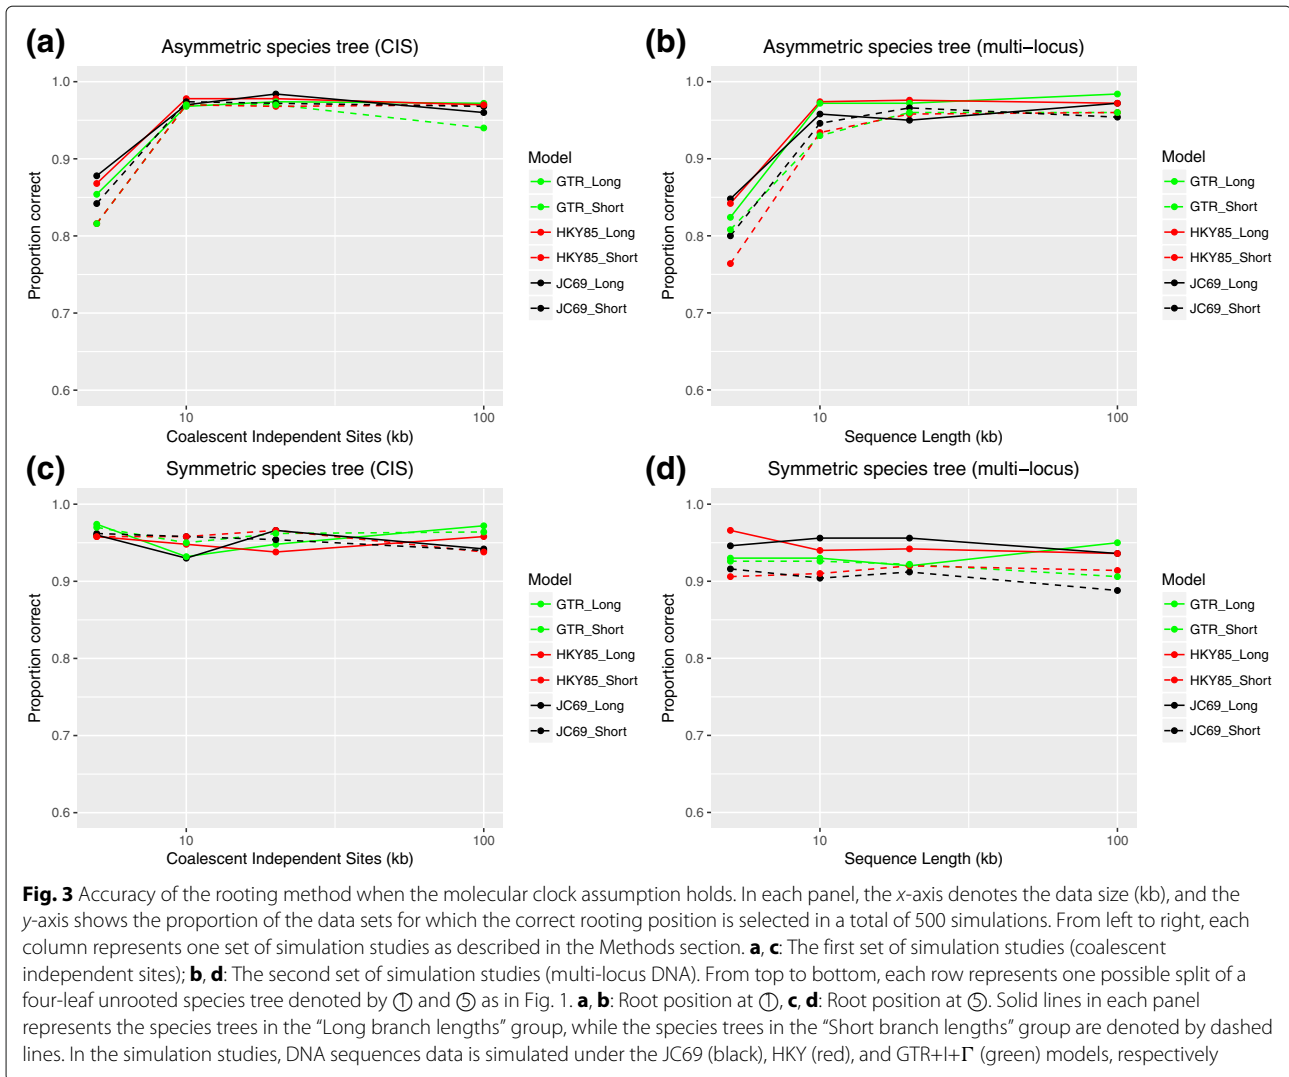 (a)
Asymmetric species tree (CIS)
1.0
0.9
0.8
0.7
0.6
Proportion correct
10
100
Coalescent Independent Sites (kb)
Model
GTR_Long
GTR_Short
HKY85_Long
HKY85_Short
JC69_Long
JC69_Short
(b)
Asymmetric species tree (multi−locus)
1.0
0.9
0.8
0.7
0.6
Proportion correct
10
100
Sequence Length (kb)
Model
GTR_Long
GTR_Short
HKY85_Long
HKY85_Short
JC69_Long
JC69_Short
(c)
Symmetric species tree (CIS)
1.0
0.9
0.8
0.7
0.6
Proportion correct
10
100
Coalescent Independent Sites (kb)
Model
GTR_Long
GTR_Short
HKY85_Long
HKY85_Short
JC69_Long
JC69_Short
(d)
Symmetric species tree (multi−locus)
1.0
0.9
0.8
0.7
0.6
Proportion correct
10
100
Sequence Length (kb)
Model
GTR_Long
GTR_Short
HKY85_Long
HKY85_Short
JC69_Long
JC69_Short
Fig. 3 Accuracy of the rooting method when the molecular clock assumption holds. In each panel, the x-axis denotes the data size (kb), and the
y-axis shows the proportion of the data sets for which the correct rooting position is selected in a total of 500 simulations. From left to right, each
column represents one set of simulation studies as described in the Methods section. a, c: The first set of simulation studies (coalescent
independent sites); b, d: The second set of simulation studies (multi-locus DNA). From top to bottom, each row represents one possible split of a
four-leaf unrooted species tree denoted by ① and ⑤ as in Fig. 1. a, b: Root position at ①, c, d: Root position at ⑤. Solid lines in each panel
represents the species trees in the “Long branch lengths” group, while the species trees in the “Short branch lengths” group are denoted by dashed
lines. In the simulation studies, DNA sequences data is simulated under the JC69 (black), HKY (red), and GTR+I+Γ (green) models, respectively